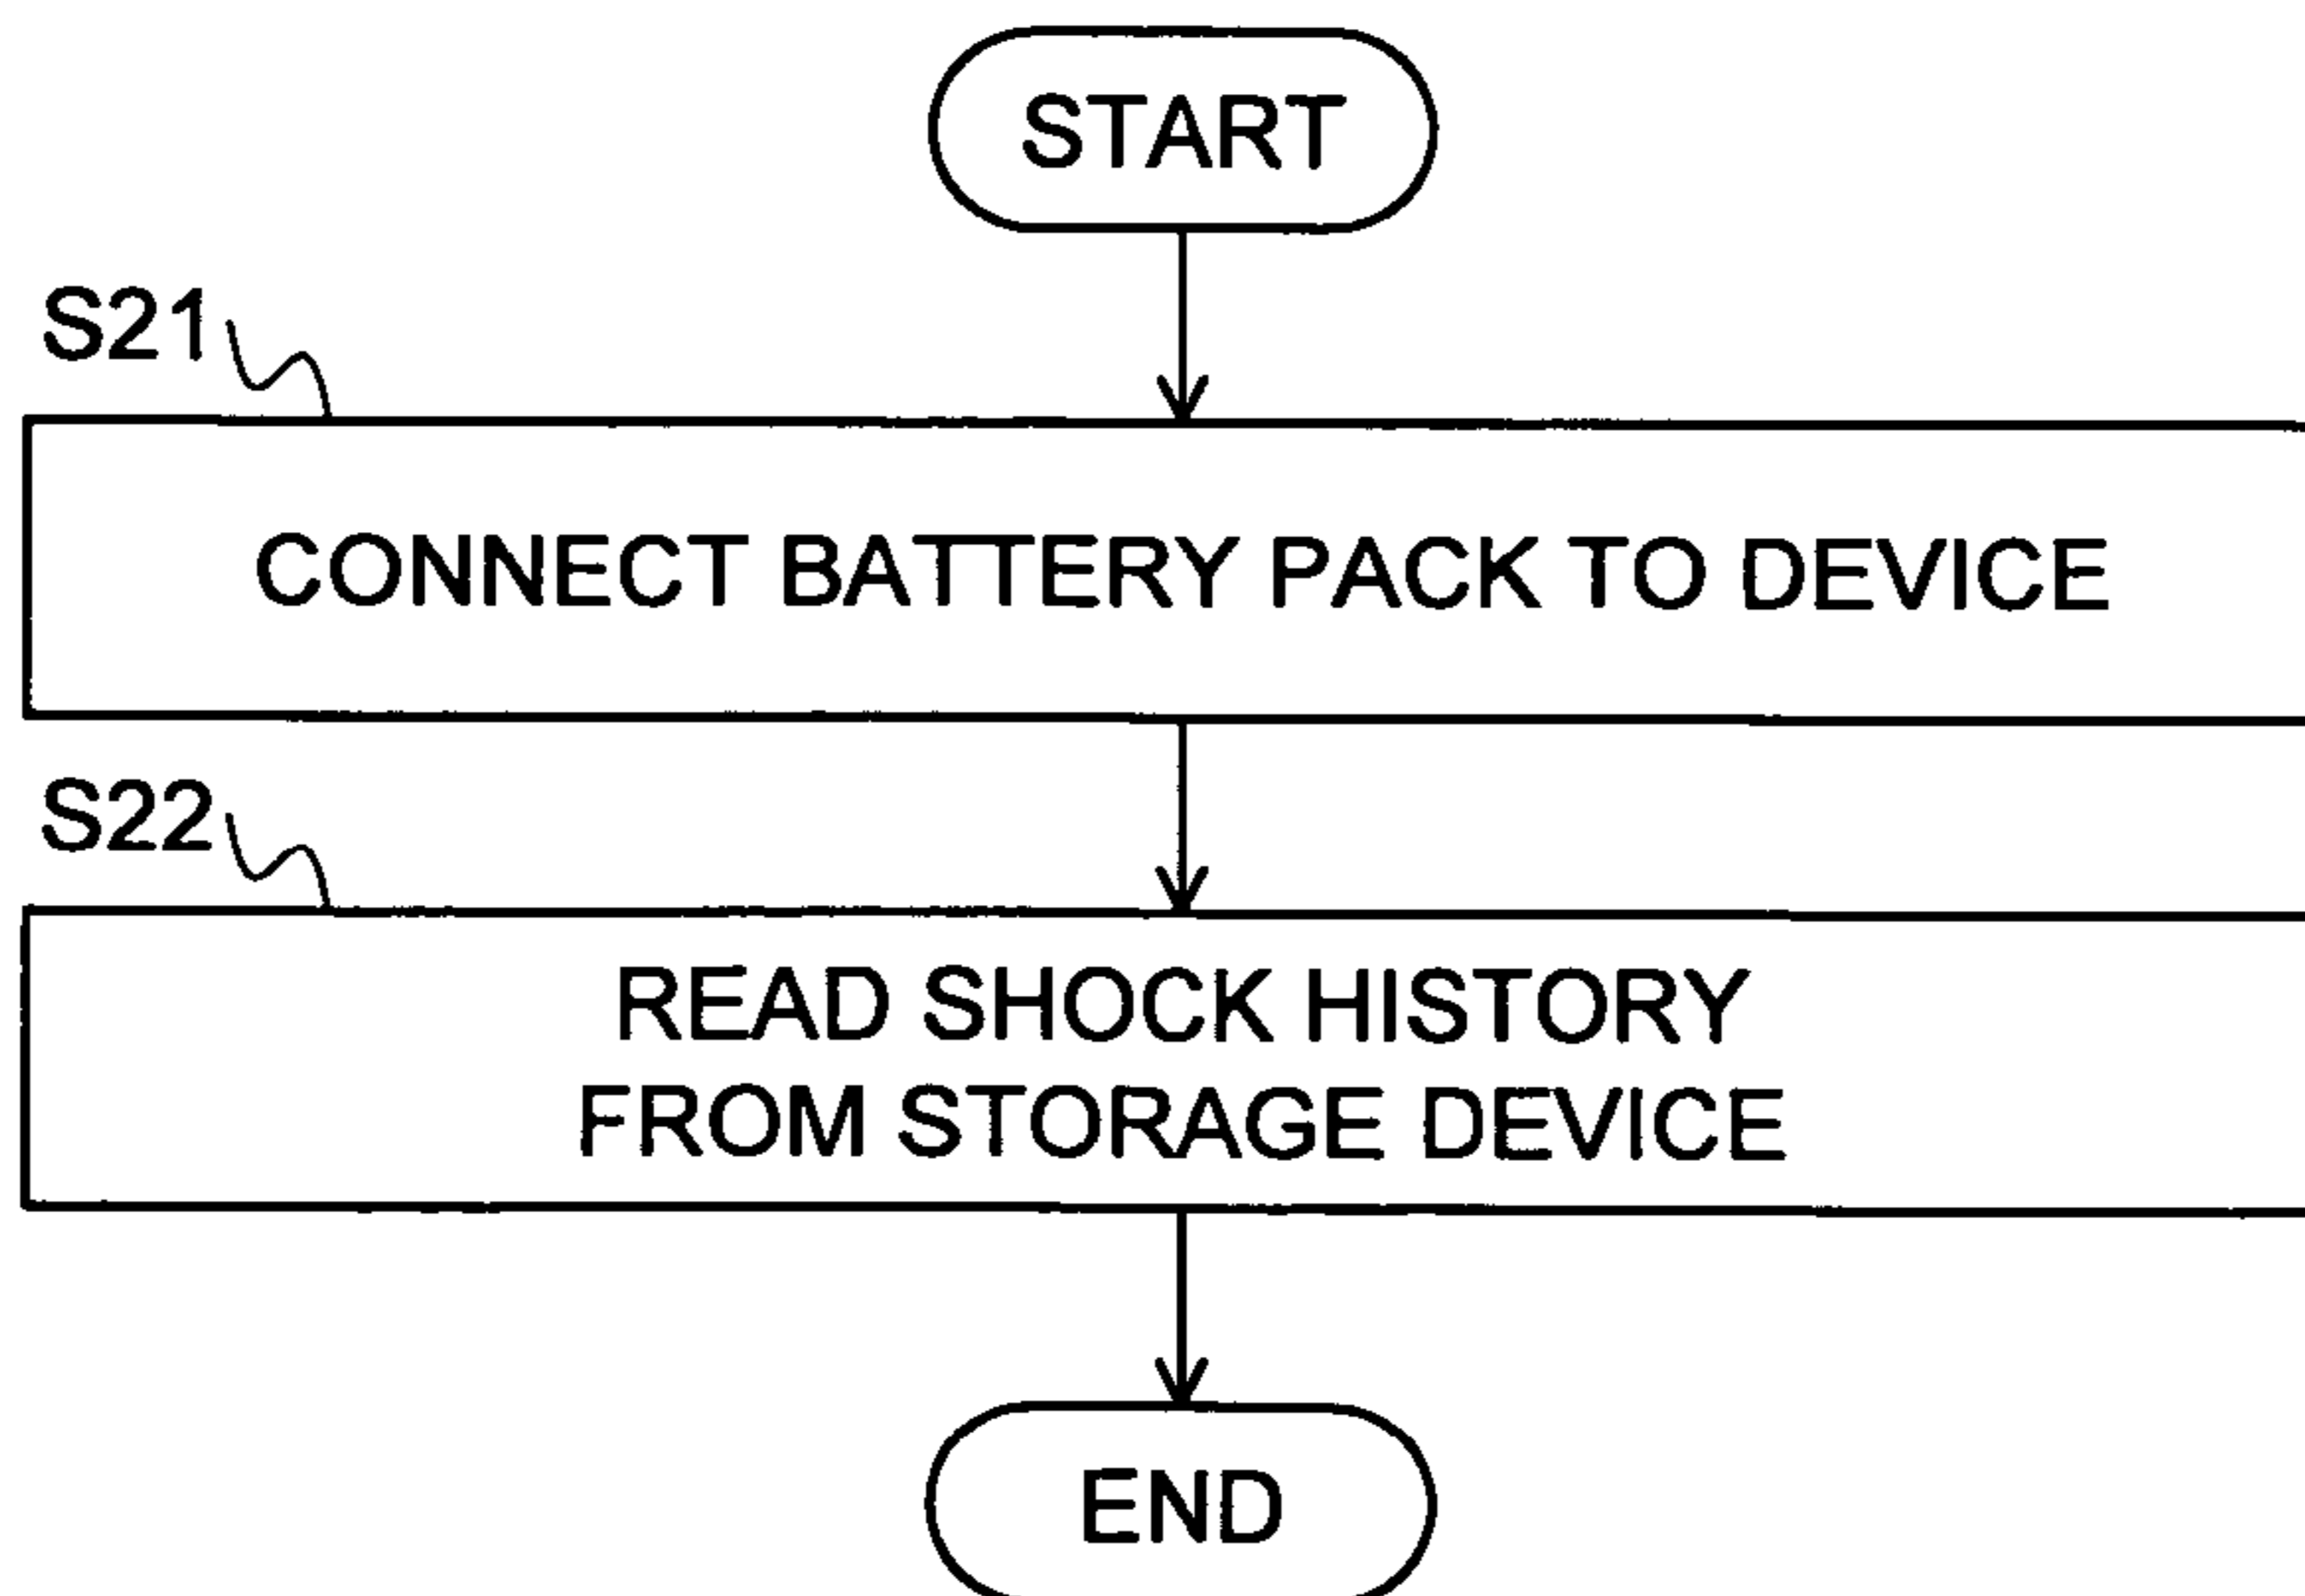 START
S21
CONNECT BATTERY PACK TO DEVICE
S22
READ SHOCK HISTORY
FROM STORAGE DEVICE
END